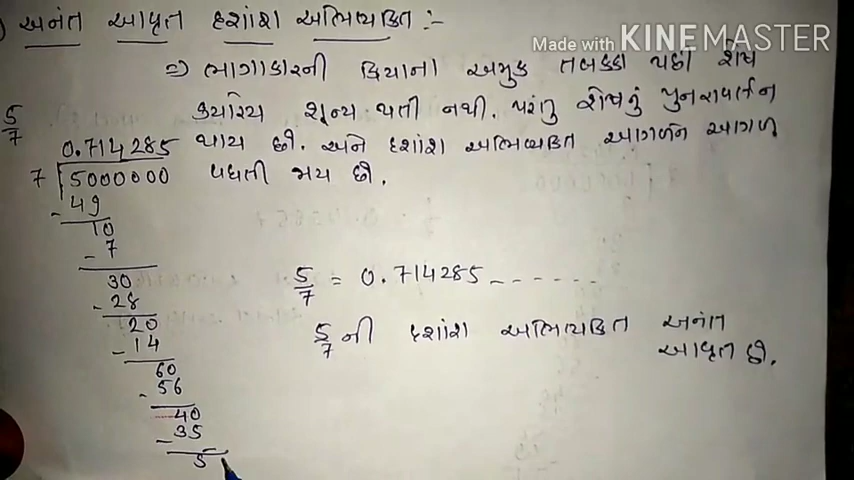 અનંત આવૃત દશાંશ અભિવ્યકિત :-
Made with KINEMASTER
=) ભાગાકારની ક્રિયાના અમુક તબક્કા પછી શેષ
ક્યારેય શૂન્ય થતી નથી. પરંતુ શેષનું પુનરાવર્તન
થાય છે. અને દશાંશ અભિવ્યકિત આગળને આગળ
વધતી જાય છે.
5/7
0.714285
7 5000000
- 49
10
- 7
30
- 28
20
- 14
60
- 56
40
- 35
5
5/7 = 0.714285 - - - - - -
5/7 ની દશાંશ અભિવ્યકિત અનંત
આવૃત છે.